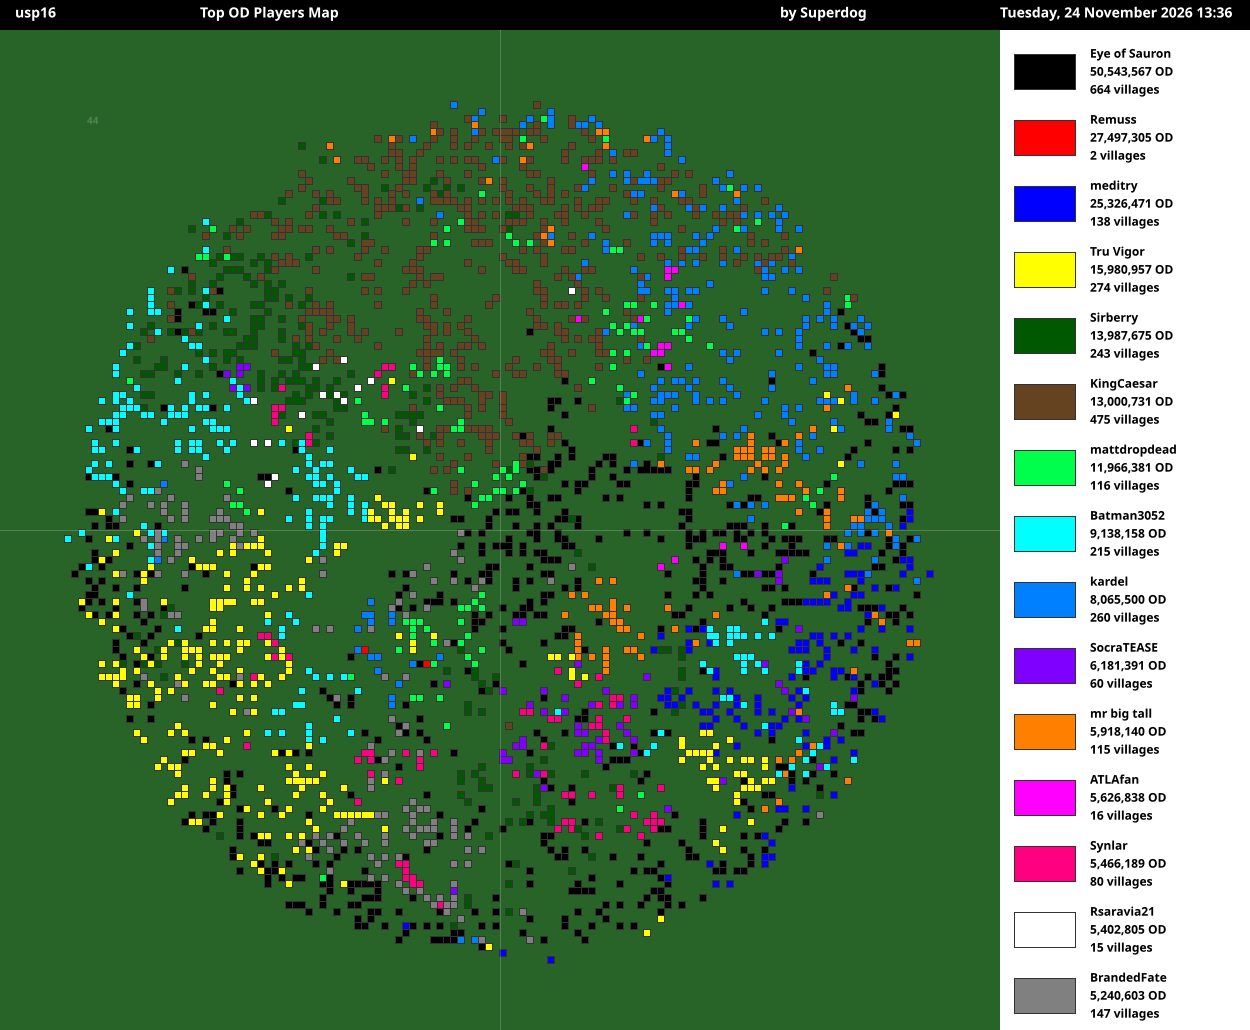 usp16 Top OD Players Map by Superdog Tuesday, 24 November 2026 13:36
44
Eye of Sauron
50,543,567 OD
664 villages
Remuss
27,497,305 OD
2 villages
meditry
25,326,471 OD
138 villages
Tru Vigor
15,980,957 OD
274 villages
Sirberry
13,987,675 OD
243 villages
KingCaesar
13,000,731 OD
475 villages
mattdropdead
11,966,381 OD
116 villages
Batman3052
9,138,158 OD
215 villages
kardel
8,065,500 OD
260 villages
SocraTEASE
6,181,391 OD
60 villages
mr big tall
5,918,140 OD
115 villages
ATLAfan
5,626,838 OD
16 villages
Synlar
5,466,189 OD
80 villages
Rsaravia21
5,402,805 OD
15 villages
BrandedFate
5,240,603 OD
147 villages